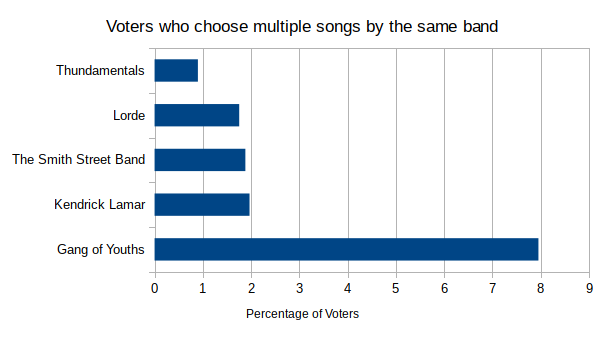 Voters who choose multiple songs by the same band
Thundamentals
Lorde
The Smith Street Band
Kendrick Lamar
Gang of Youths
0 1 2 3 4 5 6 7 8 9
Percentage of Voters